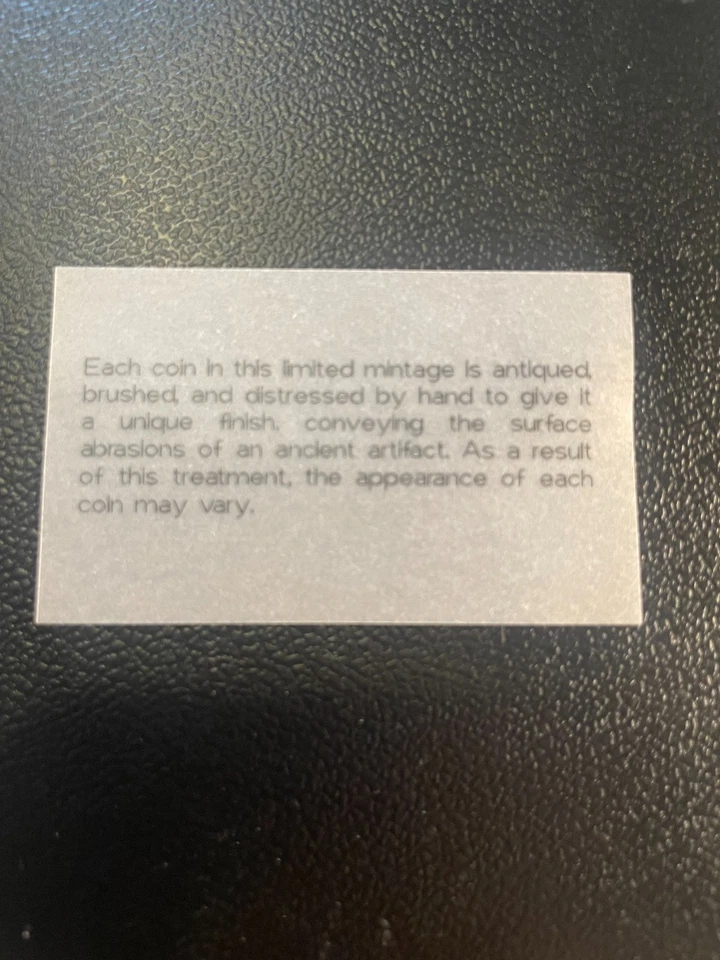 Each coin in this limited mintage is antiqued,
brushed, and distressed by hand to give it
a unique finish, conveying the surface
abrasions of an ancient artifact. As a result
of this treatment, the appearance of each
coin may vary.